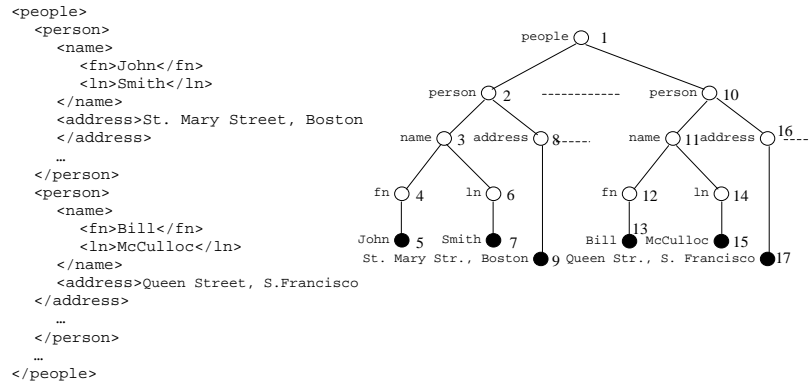 <people>
<person>
<name>
<fn>John</fn>
<ln>Smith</ln>
</name>
<address>St. Mary Street, Boston
</address>
…
</person>
<person>
<name>
<fn>Bill</fn>
<ln>McCulloc</ln>
</name>
<address>Queen Street, S.Francisco
</address>
…
</person>
…
</people>
people 1
person 2 person 10
name 3 address 8 name 11 address 16
fn 4 ln 6 fn 12 ln 14
John 5 Smith 7 Bill 13 McCulloc 15
St. Mary Str., Boston 9 Queen Str., S. Francisco 17